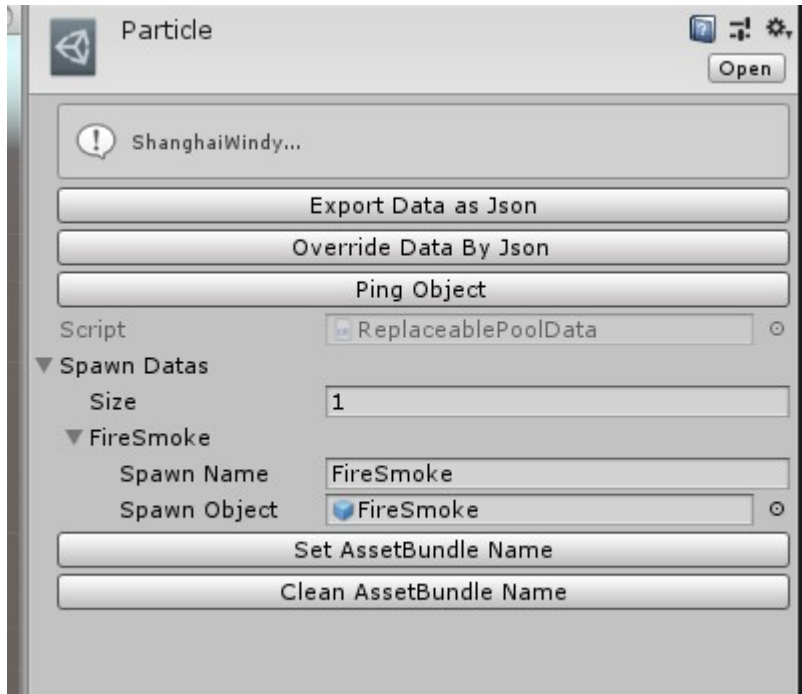 Particle
Open
ShanghaiWindy...
Export Data as Json
Override Data By Json
Ping Object
Script ReplaceablePoolData
Spawn Datas
Size 1
FireSmoke
Spawn Name FireSmoke
Spawn Object FireSmoke
Set AssetBundle Name
Clean AssetBundle Name